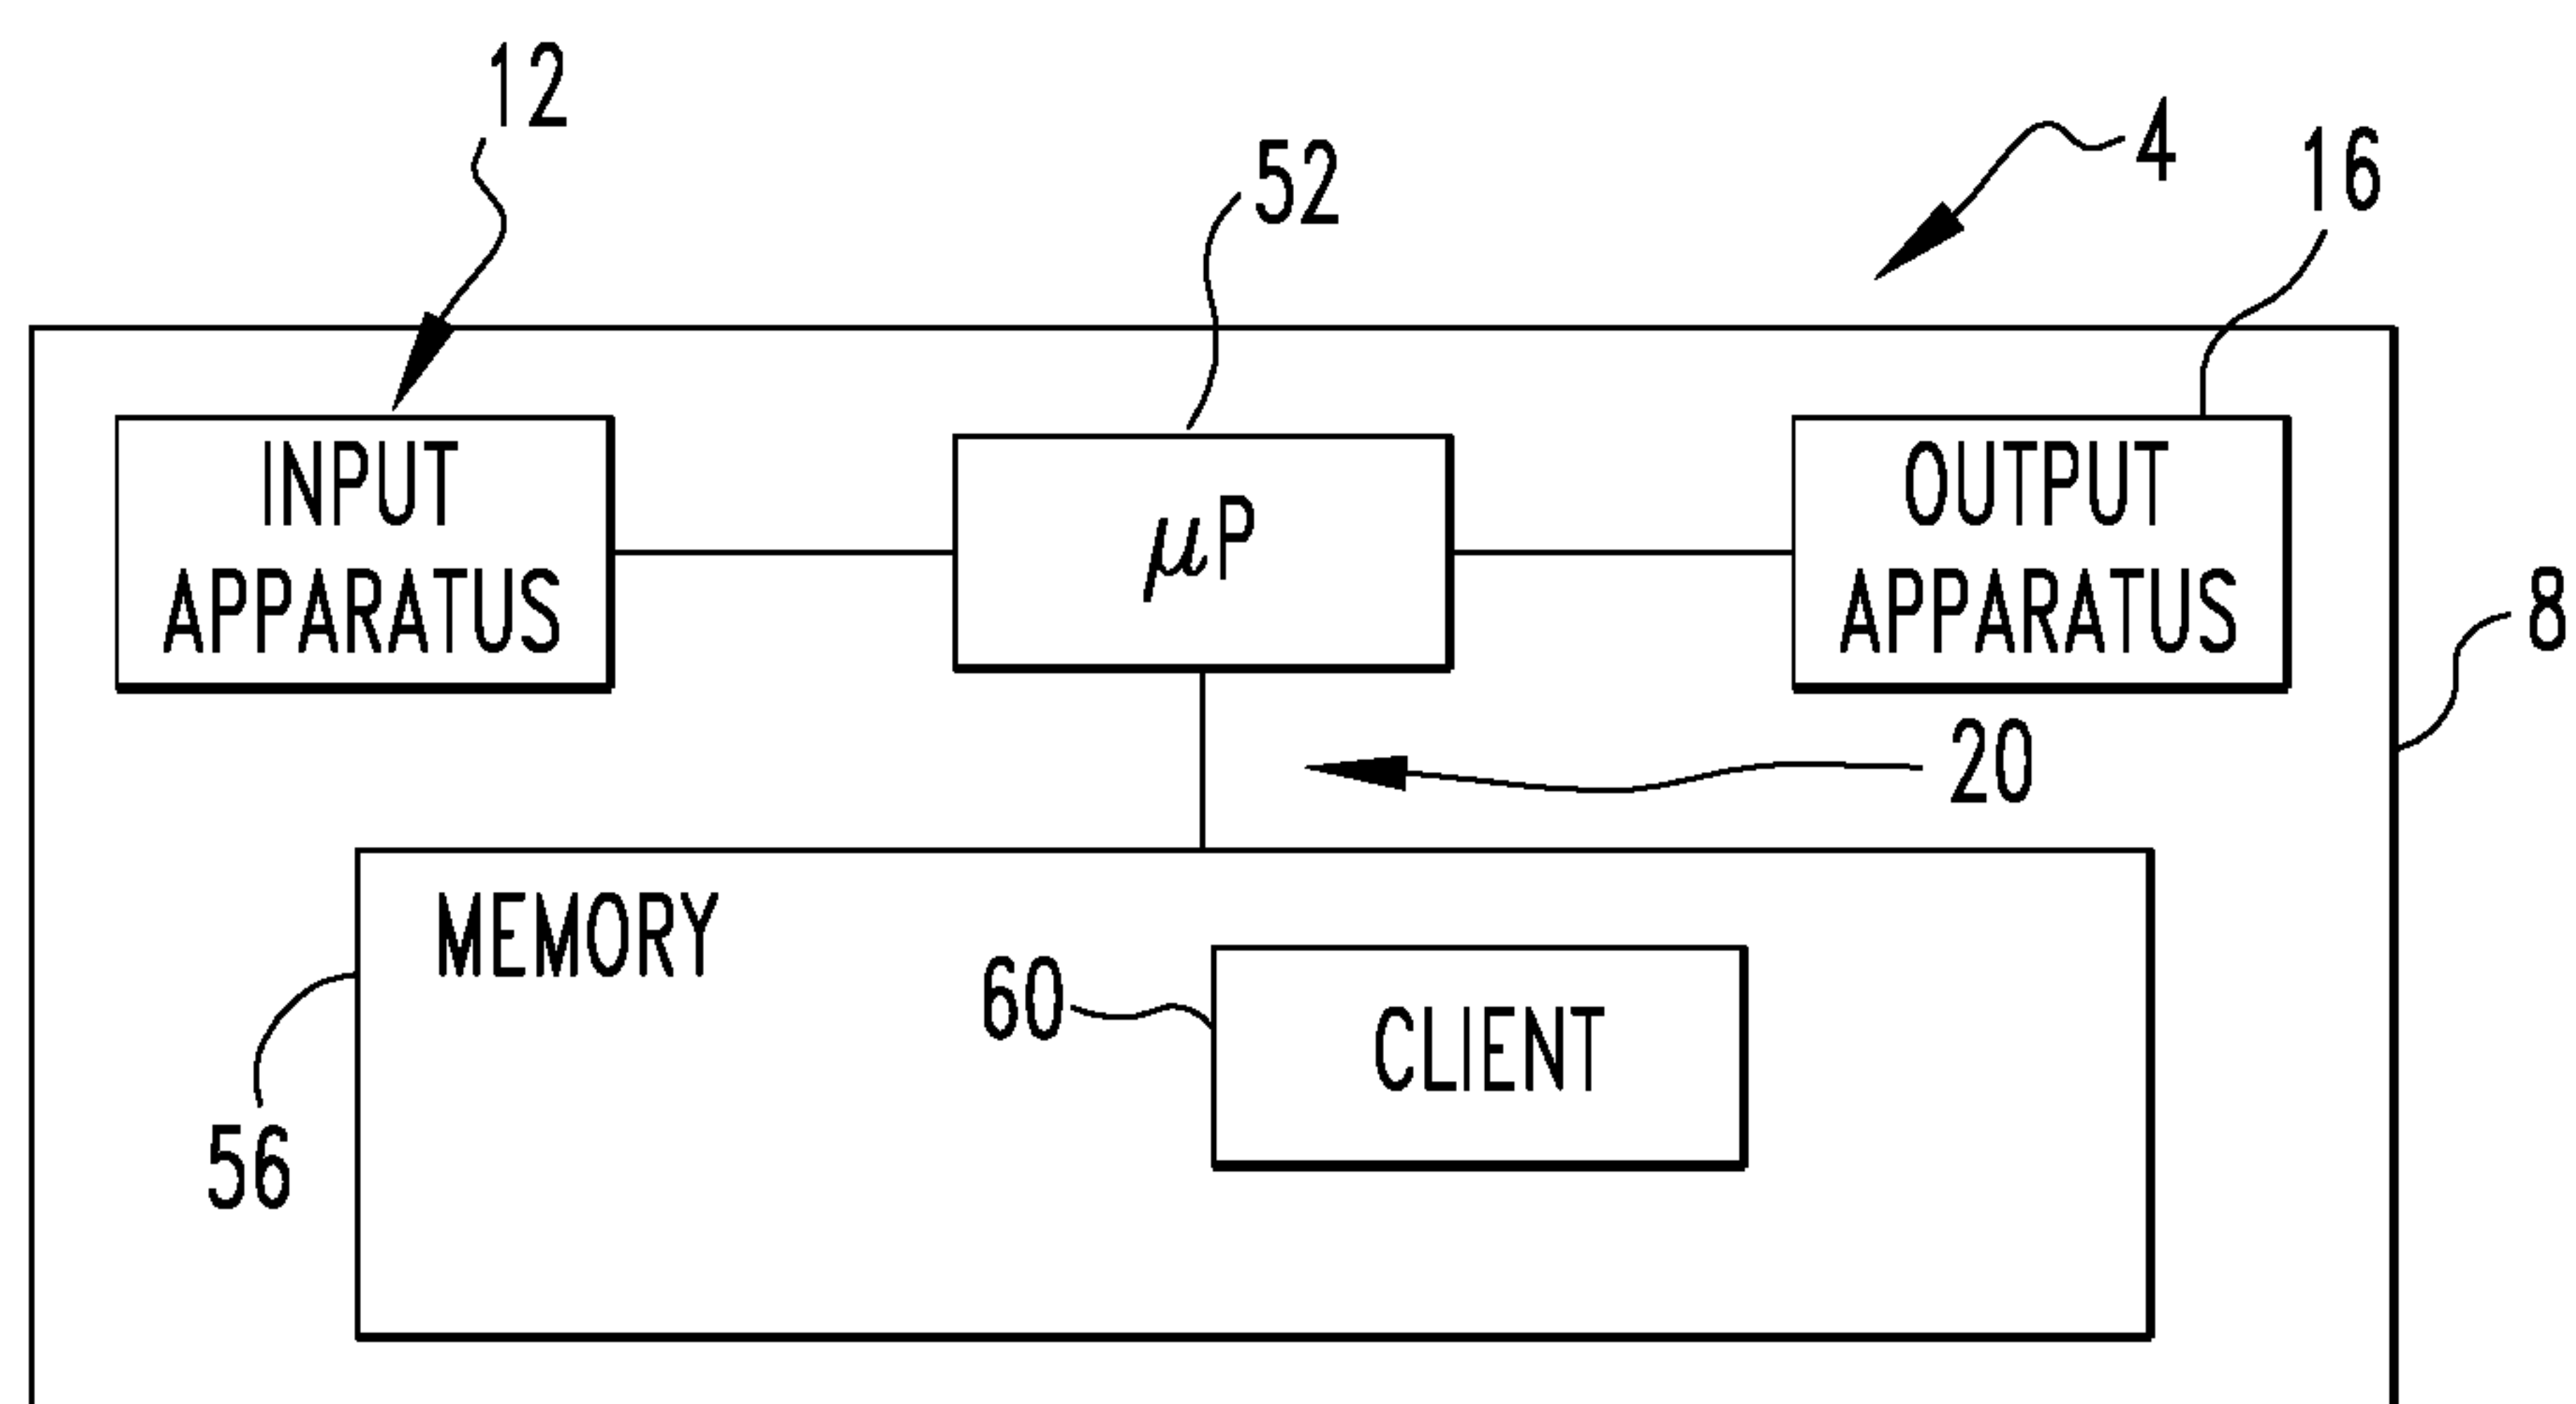 12
4
16
52
INPUT
APPARATUS
μP
OUTPUT
APPARATUS
8
20
MEMORY
60
CLIENT
56